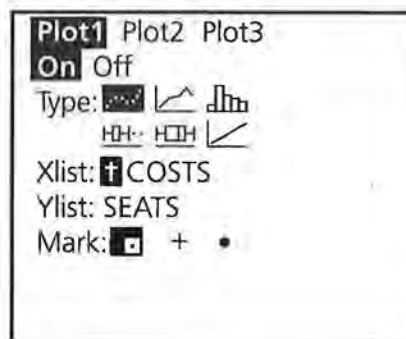 Plot1 Plot2 Plot3
On Off
Type:
Xlist: †COSTS
Ylist: SEATS
Mark: + •